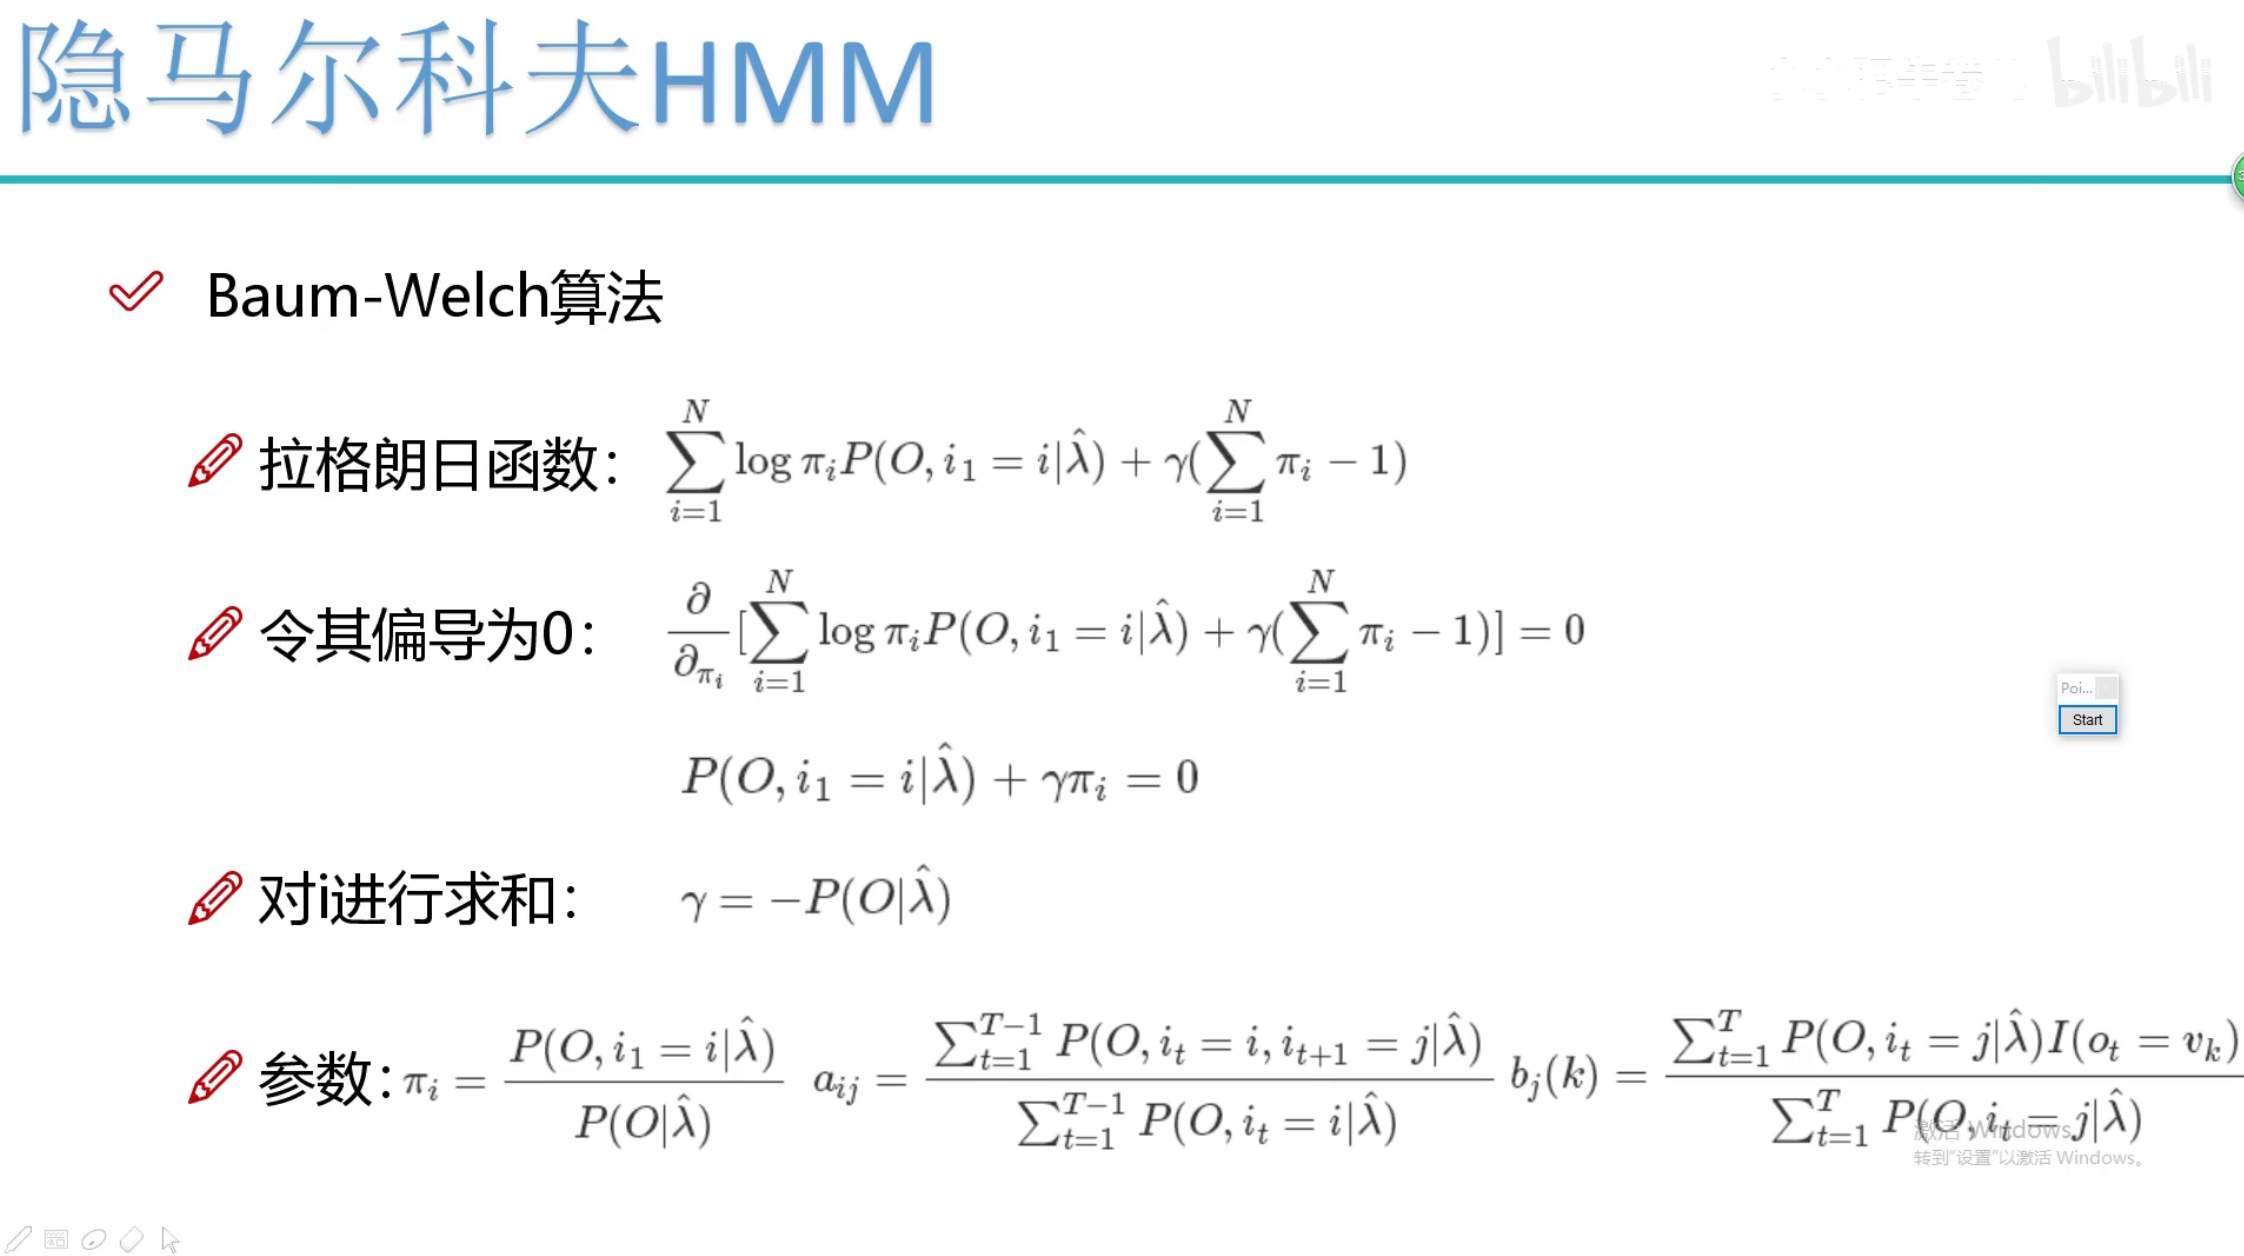 隐马尔科夫HMM
bilibili
Baum-Welch算法
拉格朗日函数： \sum_{i=1}^{N} \log \pi_i P(O, i_1 = i|\hat{\lambda}) + \gamma(\sum_{i=1}^{N} \pi_i - 1)
令其偏导为0： \frac{\partial}{\partial_{\pi_i}} [\sum_{i=1}^{N} \log \pi_i P(O, i_1 = i|\hat{\lambda}) + \gamma(\sum_{i=1}^{N} \pi_i - 1)] = 0
Poi...
Start
P(O, i_1 = i|\hat{\lambda}) + \gamma\pi_i = 0
对i进行求和： \gamma = -P(O|\hat{\lambda})
参数： \pi_i = \frac{P(O, i_1 = i|\hat{\lambda})}{P(O|\hat{\lambda})} a_{ij} = \frac{\sum_{t=1}^{T-1} P(O, i_t = i, i_{t+1} = j|\hat{\lambda})}{\sum_{t=1}^{T-1} P(O, i_t = i|\hat{\lambda})} b_j(k) = \frac{\sum_{t=1}^{T} P(O, i_t = j|\hat{\lambda})I(o_t = v_k)}{\sum_{t=1}^{T} P(O, i_t = j|\hat{\lambda})}
激活 Windows
转到"设置"以激活 Windows。